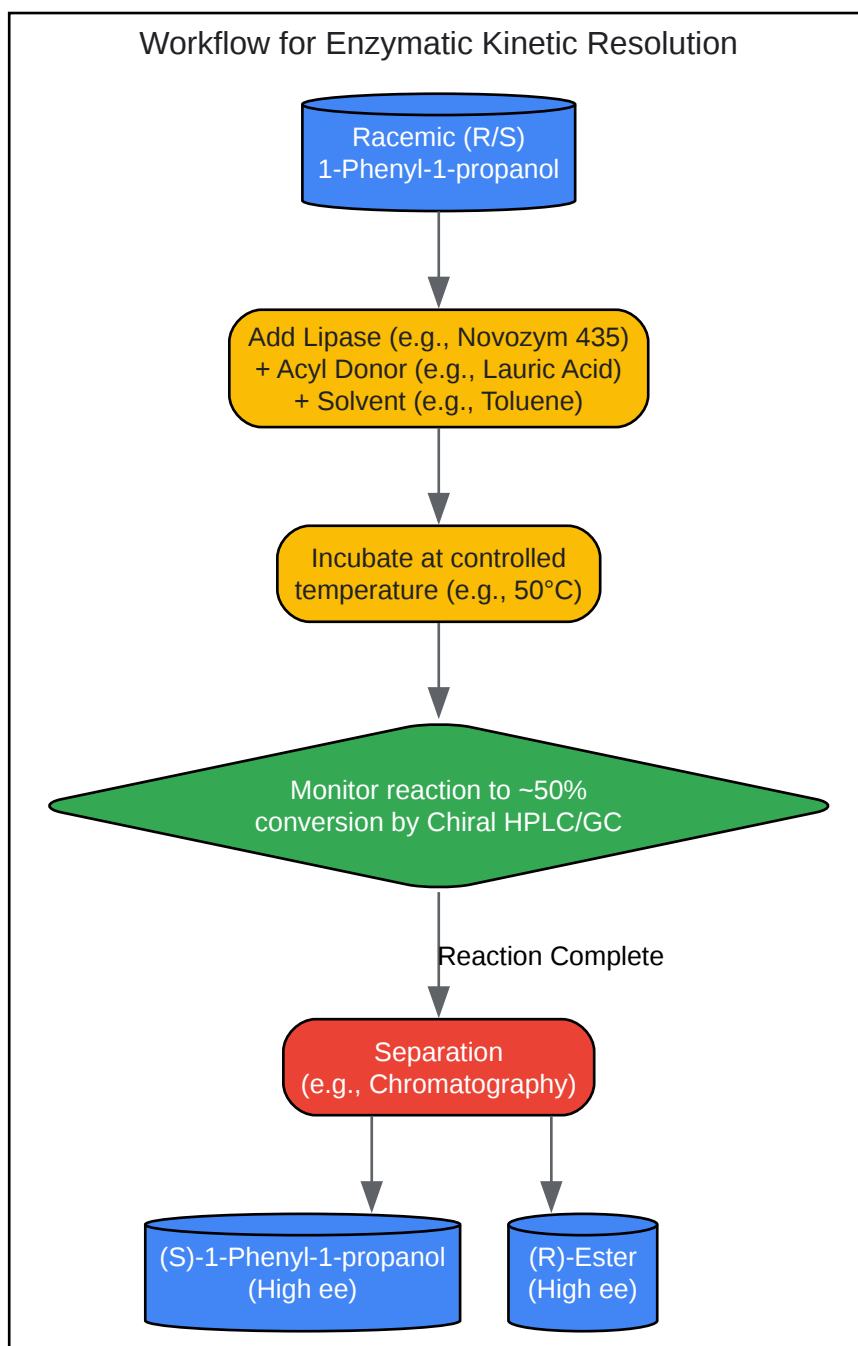 Workflow for Enzymatic Kinetic Resolution
Racemic (R/S)
1-Phenyl-1-propanol
Add Lipase (e.g., Novozym 435)
+ Acyl Donor (e.g., Lauric Acid)
+ Solvent (e.g., Toluene)
Incubate at controlled
temperature (e.g., 50°C)
Monitor reaction to ~50%
conversion by Chiral HPLC/GC
Reaction Complete
Separation
(e.g., Chromatography)
(S)-1-Phenyl-1-propanol
(High ee)
(R)-Ester
(High ee)